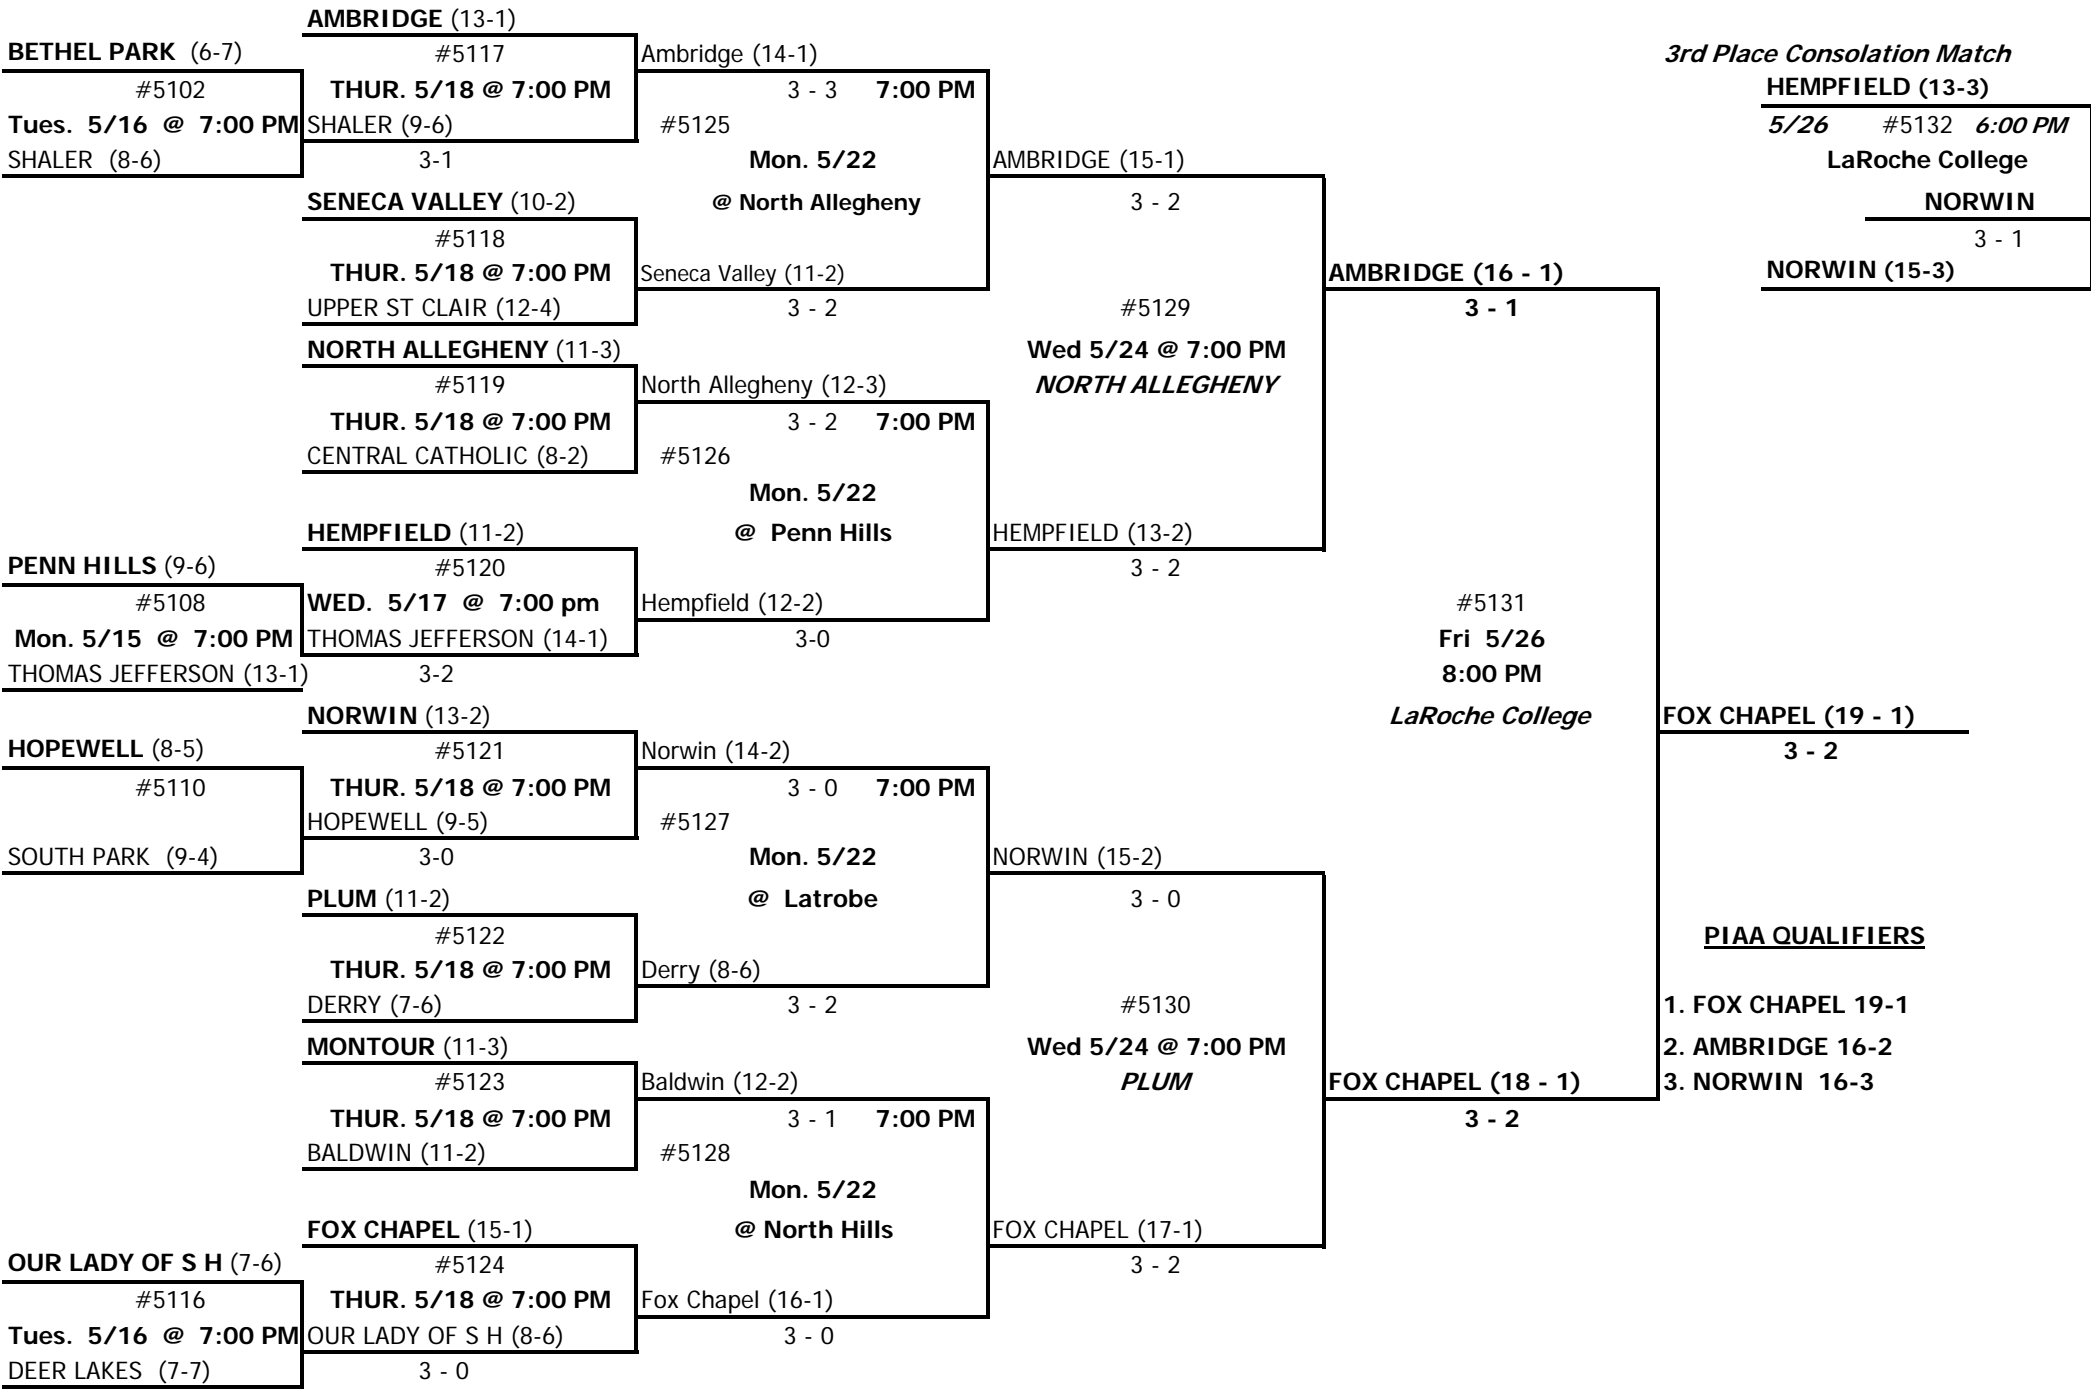 BETHEL PARK (6-7)
#5102
Tues. 5/16 @ 7:00 PM
SHALER (8-6)
PENN HILLS (9-6)
#5108
Mon. 5/15 @ 7:00 PM
THOMAS JEFFERSON (13-1)
HOPEWELL (8-5)
#5110
SOUTH PARK (9-4)
OUR LADY OF S H (7-6)
#5116
Tues. 5/16 @ 7:00 PM
DEER LAKES (7-7)
AMBRIDGE (13-1)
#5117
THUR. 5/18 @ 7:00 PM
SHALER (9-6)
3-1
SENECA VALLEY (10-2)
#5118
THUR. 5/18 @ 7:00 PM
UPPER ST CLAIR (12-4)
NORTH ALLEGHENY (11-3)
#5119
THUR. 5/18 @ 7:00 PM
CENTRAL CATHOLIC (8-2)
HEMPFIELD (11-2)
#5120
WED. 5/17 @ 7:00 pm
THOMAS JEFFERSON (14-1)
3-2
NORWIN (13-2)
#5121
THUR. 5/18 @ 7:00 PM
HOPEWELL (9-5)
3-0
PLUM (11-2)
#5122
THUR. 5/18 @ 7:00 PM
DERRY (7-6)
MONTOUR (11-3)
#5123
THUR. 5/18 @ 7:00 PM
BALDWIN (11-2)
FOX CHAPEL (15-1)
#5124
THUR. 5/18 @ 7:00 PM
OUR LADY OF S H (8-6)
3 - 0
Ambridge (14-1)
3 - 3 7:00 PM
#5125
Mon. 5/22
@ North Allegheny
Seneca Valley (11-2)
3 - 2
North Allegheny (12-3)
3 - 2 7:00 PM
#5126
Mon. 5/22
@ Penn Hills
Hempfield (12-2)
3-0
Norwin (14-2)
3 - 0 7:00 PM
#5127
Mon. 5/22
@ Latrobe
Derry (8-6)
3 - 2
Baldwin (12-2)
3 - 1 7:00 PM
#5128
Mon. 5/22
@ North Hills
Fox Chapel (16-1)
3 - 0
AMBRIDGE (15-1)
3 - 2
#5129
Wed 5/24 @ 7:00 PM
NORTH ALLEGHENY
HEMPFIELD (13-2)
3 - 2
NORWIN (15-2)
3 - 0
#5130
Wed 5/24 @ 7:00 PM
PLUM
FOX CHAPEL (17-1)
3 - 2
AMBRIDGE (16 - 1)
3 - 1
#5131
Fri 5/26
8:00 PM
LaRoche College
FOX CHAPEL (18 - 1)
3 - 2
3rd Place Consolation Match
HEMPFIELD (13-3)
5/26 #5132 6:00 PM
LaRoche College
NORWIN
3 - 1
NORWIN (15-3)
FOX CHAPEL (19 - 1)
3 - 2
PIAA QUALIFIERS
1. FOX CHAPEL 19-1
2. AMBRIDGE 16-2
3. NORWIN 16-3